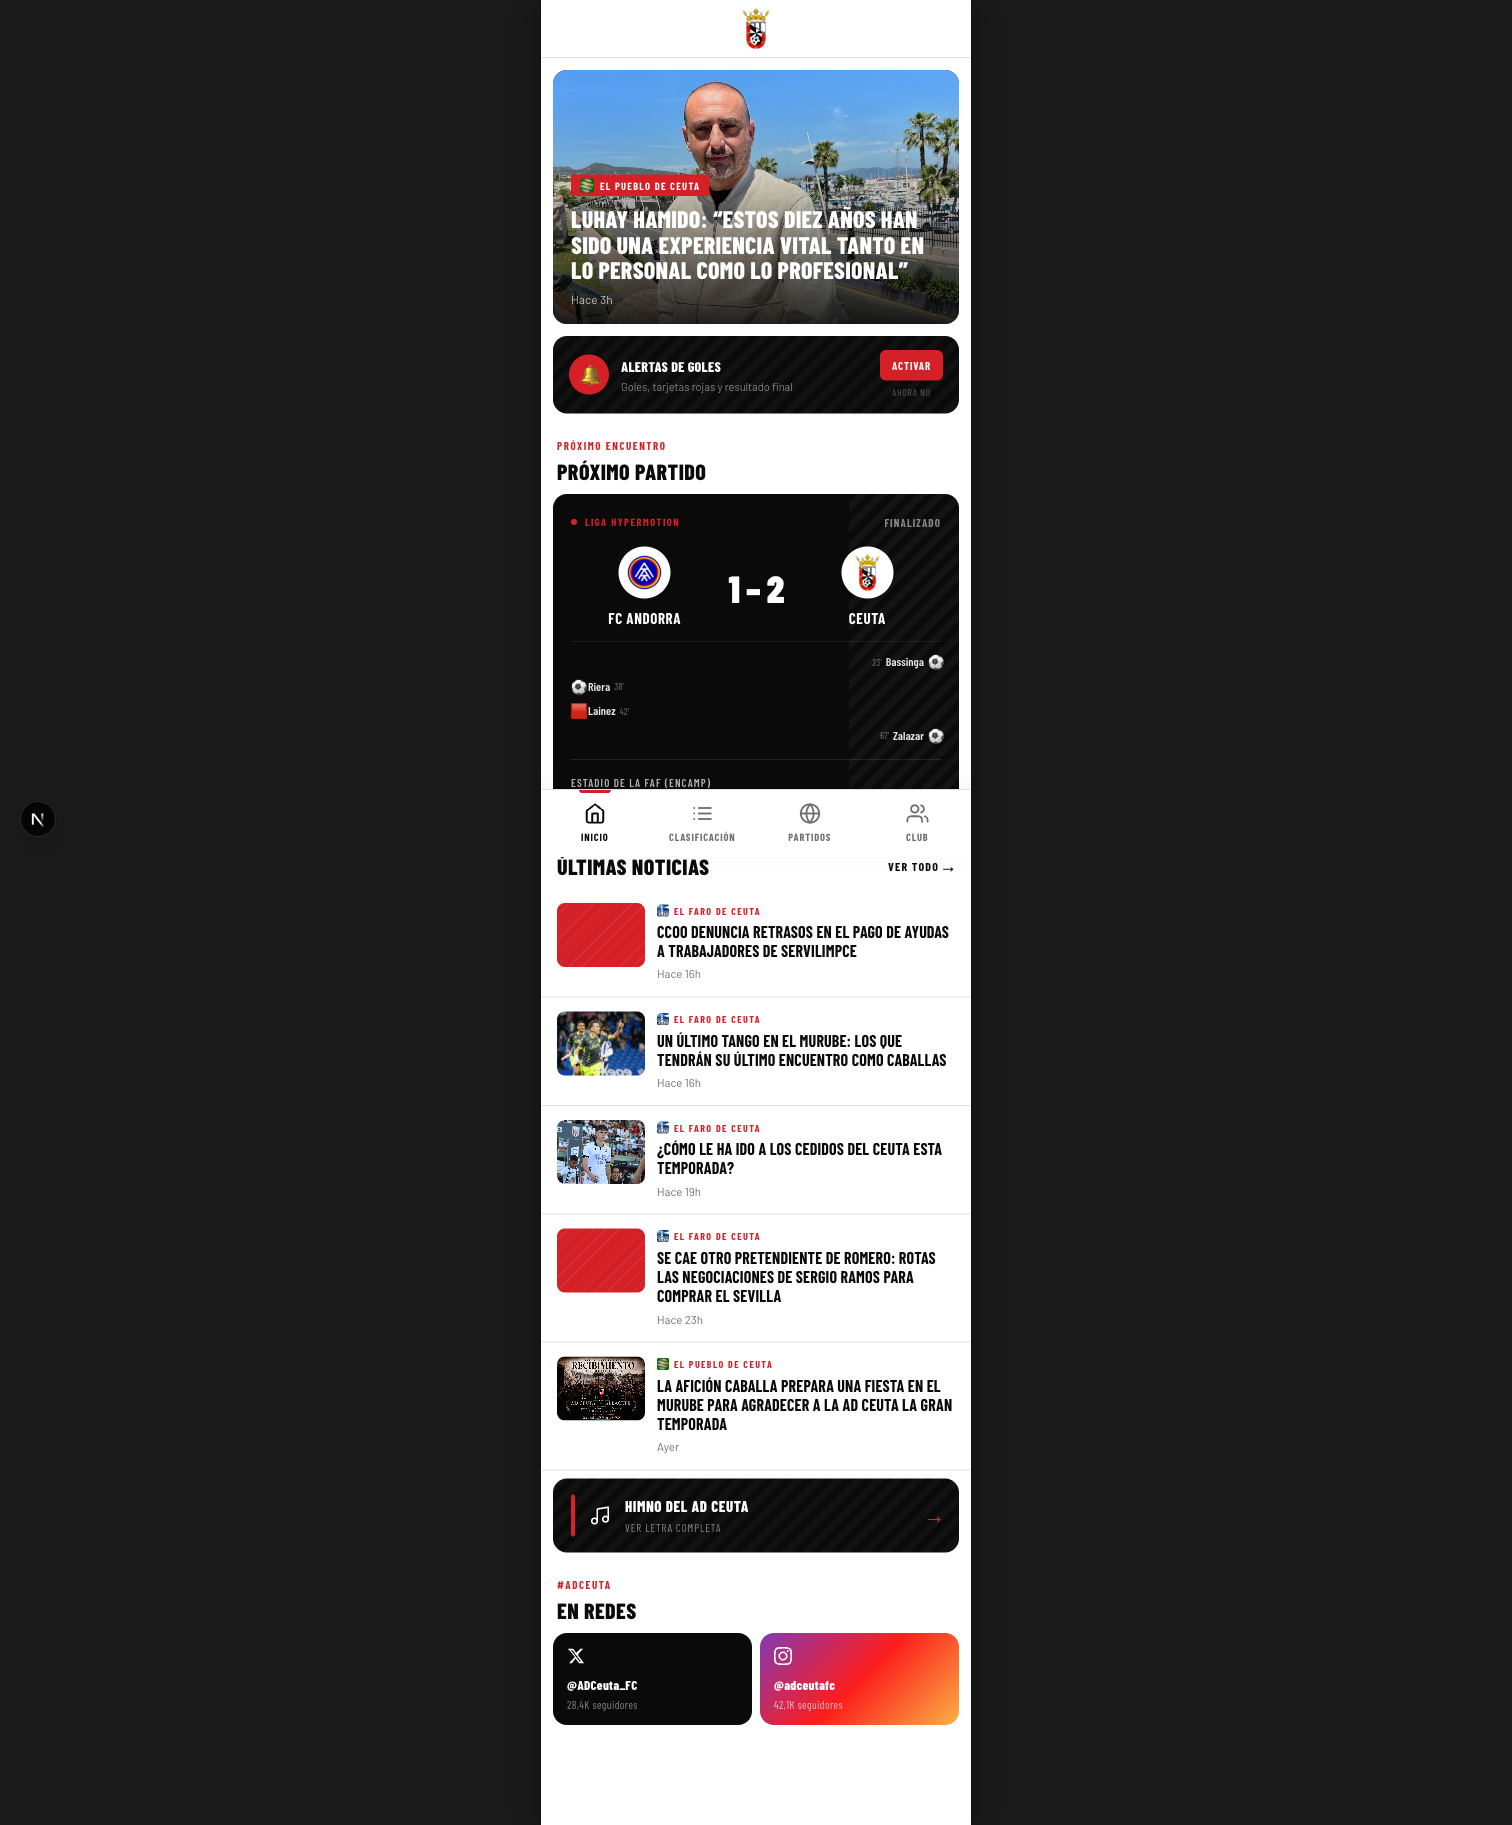 EL PUEBLO DE CEUTA
LUHAY HAMIDO: “ESTOS DIEZ AÑOS HAN
SIDO UNA EXPERIENCIA VITAL TANTO EN
LO PERSONAL COMO LO PROFESIONAL”
Hace 3h
ALERTAS DE GOLES
Goles, tarjetas rojas y resultado final
ACTIVAR
AHORA NO
PRÓXIMO ENCUENTRO
PRÓXIMO PARTIDO
LIGA HYPERMOTION
FINALIZADO
1 - 2
FC ANDORRA
CEUTA
23' Bassinga
Riera 38'
Lainez 42'
67' Zalazar
ESTADIO DE LA FAF (ENCAMP)
INICIO
CLASIFICACIÓN
PARTIDOS
CLUB
N
ÚLTIMAS NOTICIAS
VER TODO →
EL FARO DE CEUTA
CCOO DENUNCIA RETRASOS EN EL PAGO DE AYUDAS
A TRABAJADORES DE SERVILIMPCE
Hace 16h
EL FARO DE CEUTA
UN ÚLTIMO TANGO EN EL MURUBE: LOS QUE
TENDRÁN SU ÚLTIMO ENCUENTRO COMO CABALLAS
Hace 16h
EL FARO DE CEUTA
¿CÓMO LE HA IDO A LOS CEDIDOS DEL CEUTA ESTA
TEMPORADA?
Hace 19h
EL FARO DE CEUTA
SE CAE OTRO PRETENDIENTE DE ROMERO: ROTAS
LAS NEGOCIACIONES DE SERGIO RAMOS PARA
COMPRAR EL SEVILLA
Hace 23h
RECIBIMIENTO
EL PUEBLO DE CEUTA
LA AFICIÓN CABALLA PREPARA UNA FIESTA EN EL
MURUBE PARA AGRADECER A LA AD CEUTA LA GRAN
TEMPORADA
Ayer
HIMNO DEL AD CEUTA
VER LETRA COMPLETA
→
#ADCEUTA
EN REDES
@ADCeuta_FC
28,4K seguidores
@adceutafc
42,1K seguidores